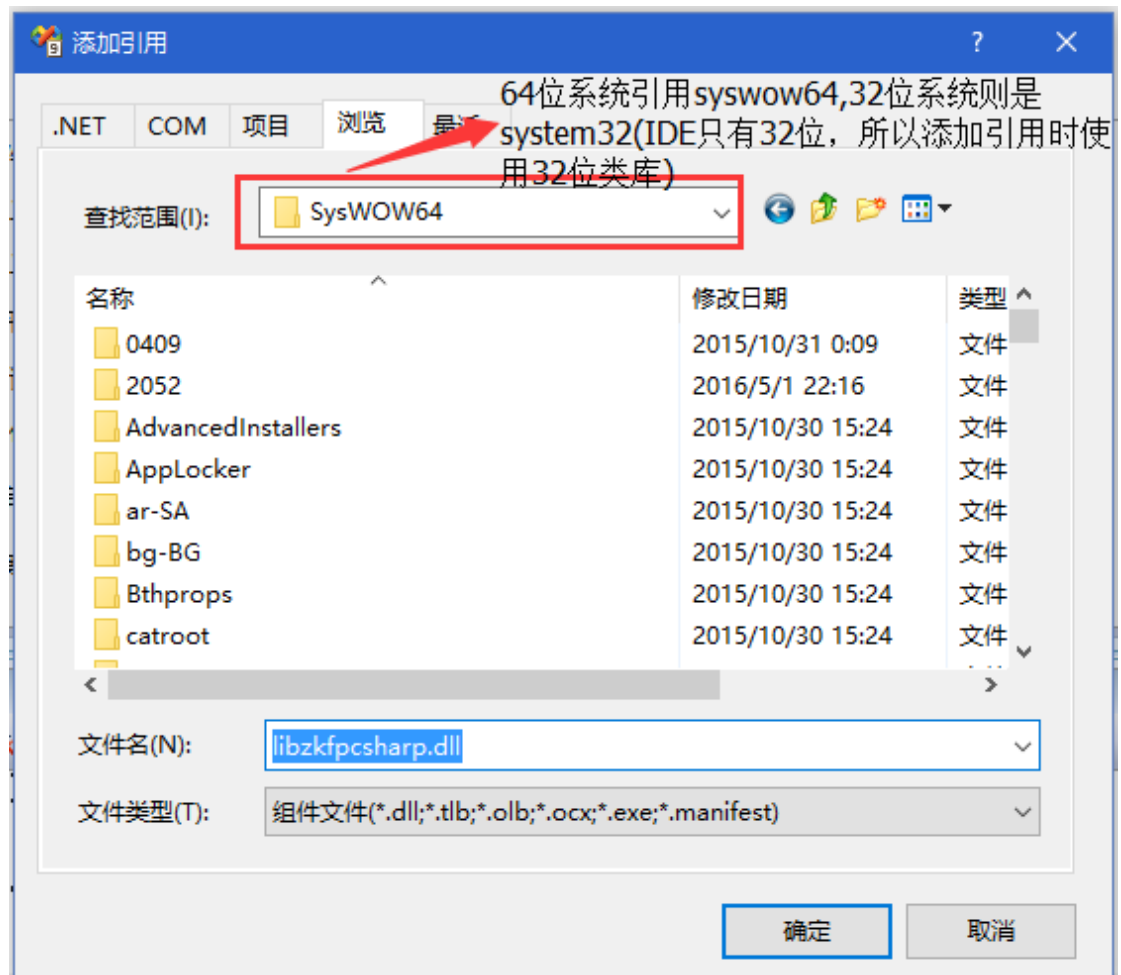 添加引用
64位系统引用syswow64,32位系统则是
system32(IDE只有32位，所以添加引用时使
用32位类库)
.NET COM 项目 浏览
查找范围(I): SysWOW64
名称 修改日期 类型
0409 2015/10/31 0:09 文件
2052 2016/5/1 22:16 文件
AdvancedInstallers 2015/10/30 15:24 文件
AppLocker 2015/10/30 15:24 文件
ar-SA 2015/10/30 15:24 文件
bg-BG 2015/10/30 15:24 文件
Bthprops 2015/10/30 15:24 文件
catroot 2015/10/30 15:24 文件
文件名(N): libzkfpcsharp.dll
文件类型(T): 组件文件(*.dll;*.tlb;*.olb;*.ocx;*.exe;*.manifest)
确定 取消